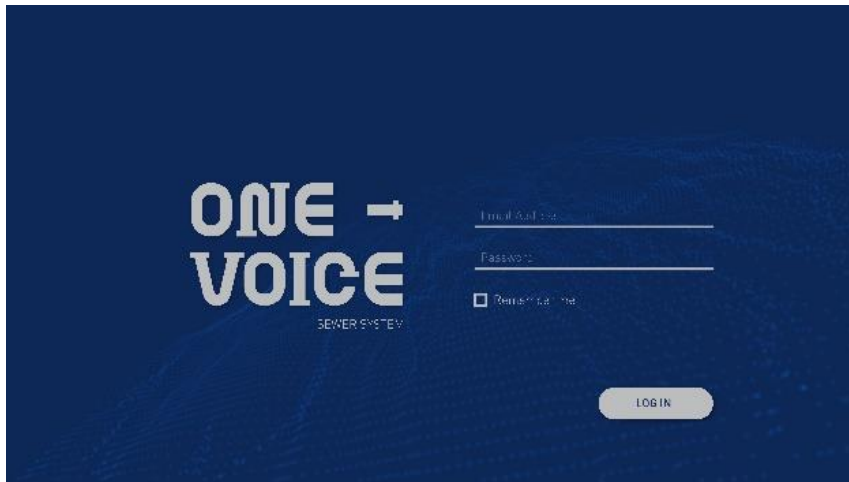 ONE
VOICE
SEWER SYSTEM
Email Address
Password
Remember me
LOG IN